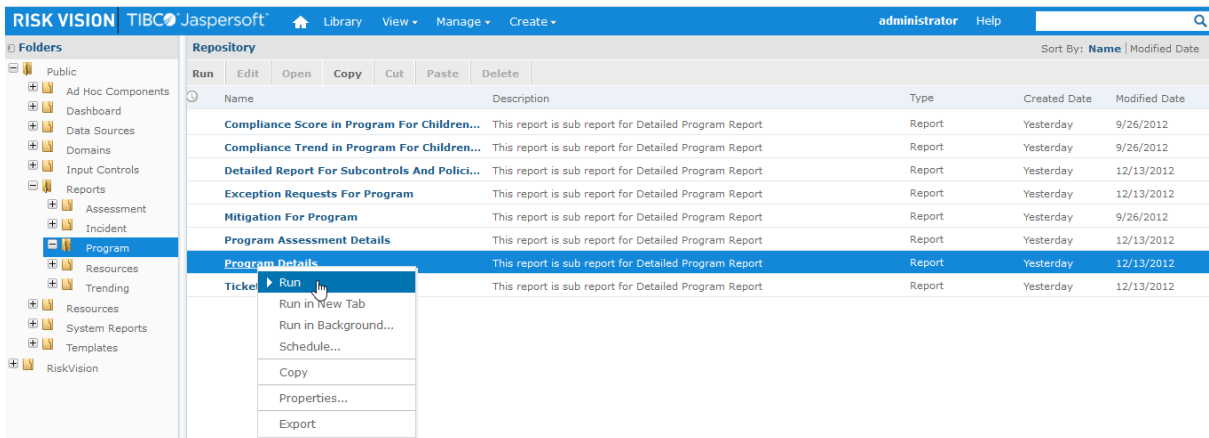 RISK VISION TIBCO Jaspersoft Library View Manage Create administrator Help
Folders
Public
Ad Hoc Components
Dashboard
Data Sources
Domains
Input Controls
Reports
Assessment
Incident
Program
Resources
Trending
Resources
System Reports
Templates
RiskVision
Repository Sort By: Name | Modified Date
Run Edit Open Copy Cut Paste Delete
Name Description Type Created Date Modified Date
Compliance Score in Program For Children... This report is sub report for Detailed Program Report Report Yesterday 9/26/2012
Compliance Trend in Program For Children... This report is sub report for Detailed Program Report Report Yesterday 9/26/2012
Detailed Report For Subcontrols And Polici... This report is sub report for Detailed Program Report Report Yesterday 12/13/2012
Exception Requests For Program This report is sub report for Detailed Program Report Report Yesterday 12/13/2012
Mitigation For Program This report is sub report for Detailed Program Report Report Yesterday 9/26/2012
Program Assessment Details This report is sub report for Detailed Program Report Report Yesterday 12/13/2012
Program Details This report is sub report for Detailed Program Report Report Yesterday 12/13/2012
Ticket This report is sub report for Detailed Program Report Report Yesterday 12/13/2012
Run
Run in New Tab
Run in Background...
Schedule...
Copy
Properties...
Export